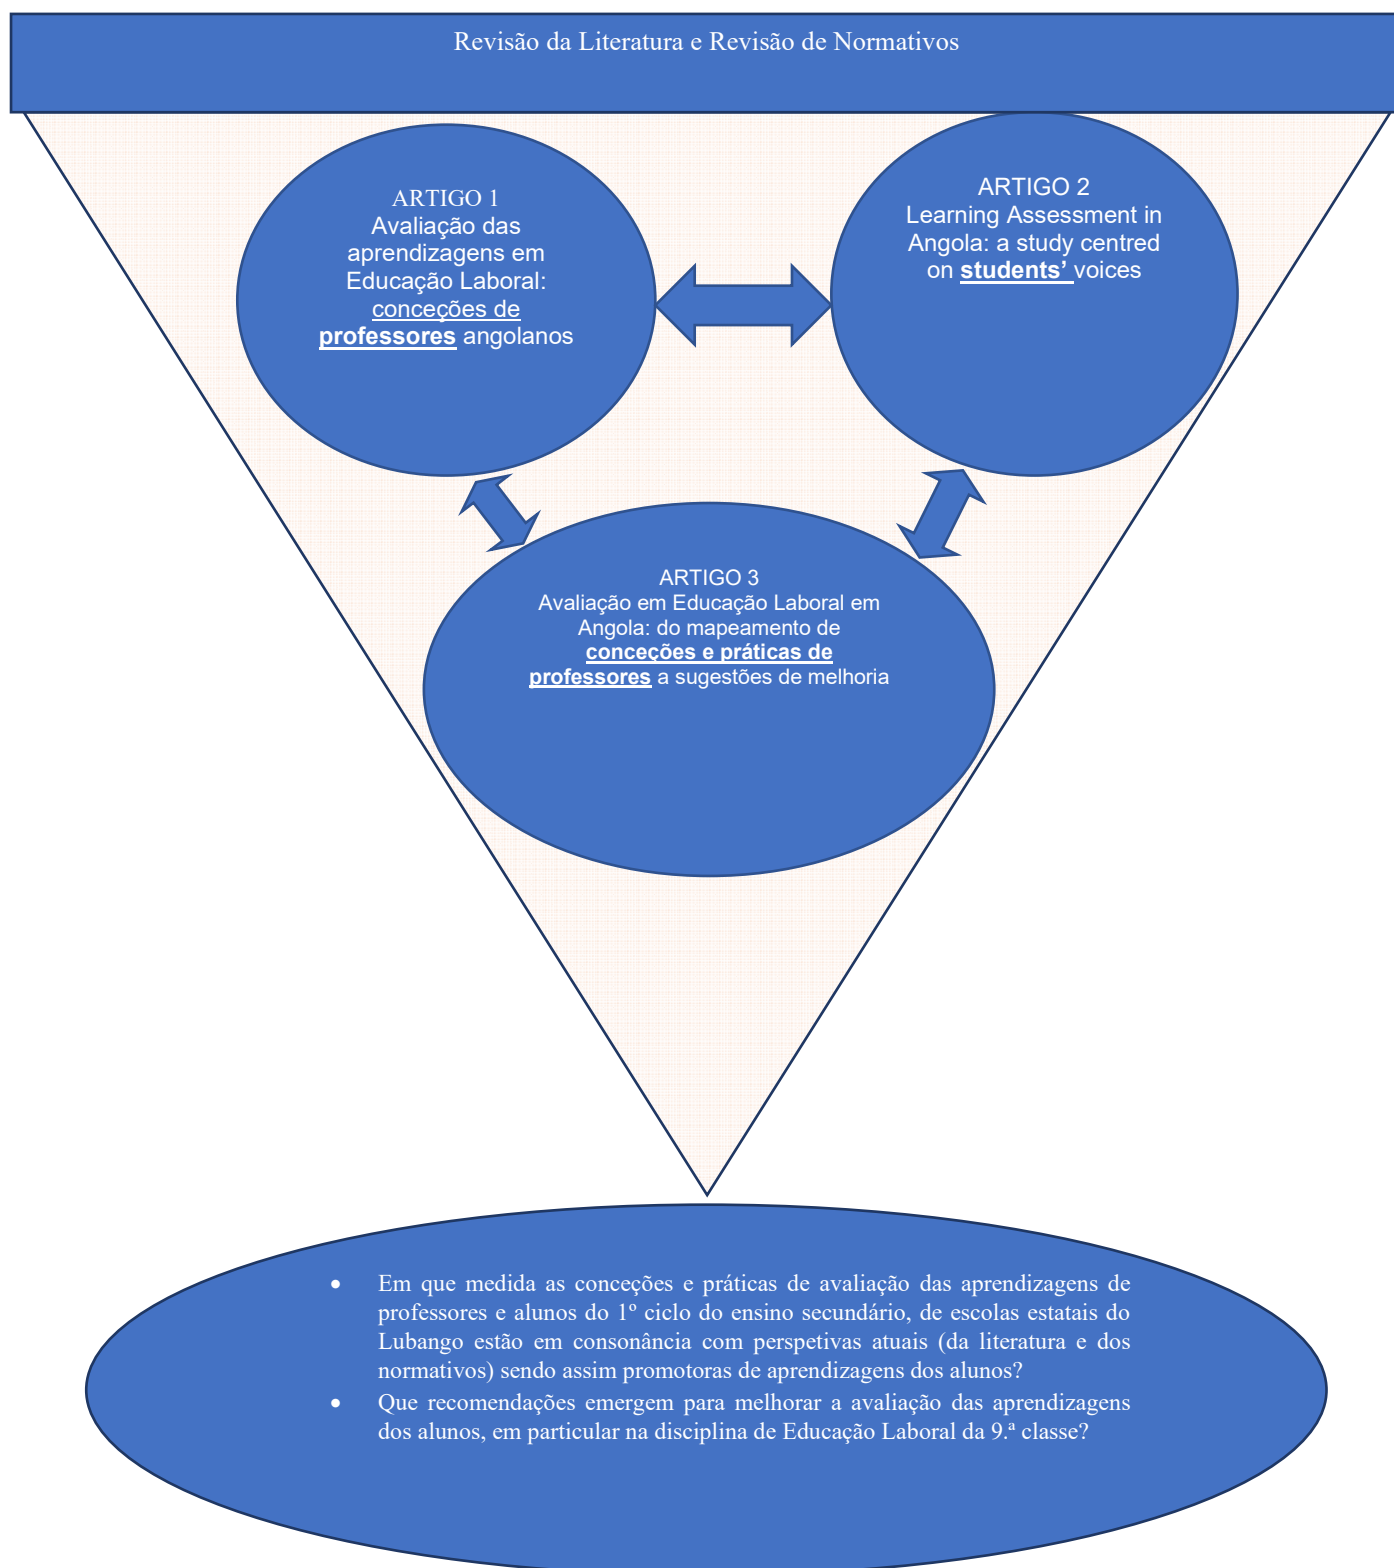 Revisão da Literatura e Revisão de Normativos
ARTIGO 1
Avaliação das
aprendizagens em
Educação Laboral:
conceções de
professores angolanos
ARTIGO 2
Learning Assessment in
Angola: a study centred
on students’ voices
ARTIGO 3
Avaliação em Educação Laboral em
Angola: do mapeamento de
conceções e práticas de
professores a sugestões de melhoria
• Em que medida as conceções e práticas de avaliação das aprendizagens de
professores e alunos do 1º ciclo do ensino secundário, de escolas estatais do
Lubango estão em consonância com perspetivas atuais (da literatura e dos
normativos) sendo assim promotoras de aprendizagens dos alunos?
• Que recomendações emergem para melhorar a avaliação das aprendizagens
dos alunos, em particular na disciplina de Educação Laboral da 9.ª classe?